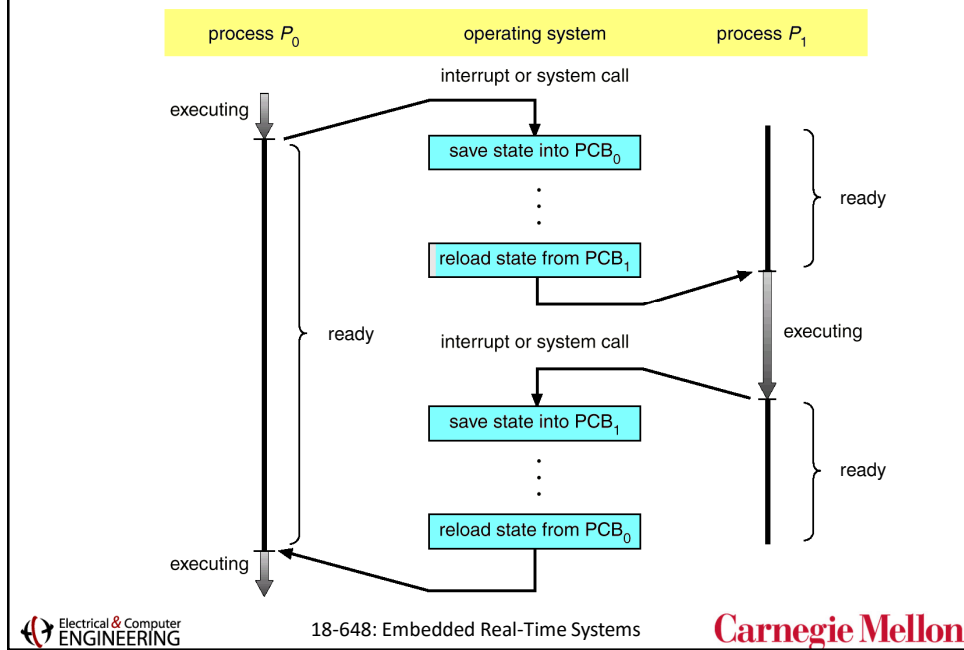 process P₀ operating system process P₁
interrupt or system call
executing
save state into PCB₀
ready
reload state from PCB₁
ready
executing
interrupt or system call
save state into PCB₁
ready
reload state from PCB₀
executing
Electrical & Computer
ENGINEERING
18-648: Embedded Real-Time Systems
Carnegie Mellon